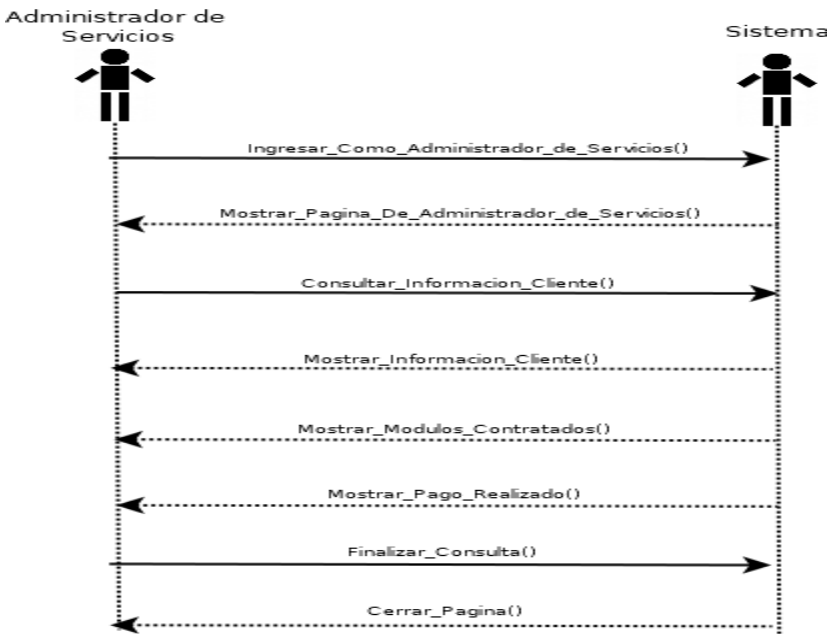 Administrador de
Servicios
Sistema
Ingresar_Como_Administrador_de_Servicios()
Mostrar_Pagina_De_Administrador_de_Servicios()
Consultar_Informacion_Cliente()
Mostrar_Informacion_Cliente()
Mostrar_Modulos_Contratados()
Mostrar_Pago_Realizado()
Finalizar_Consulta()
Cerrar_Pagina()